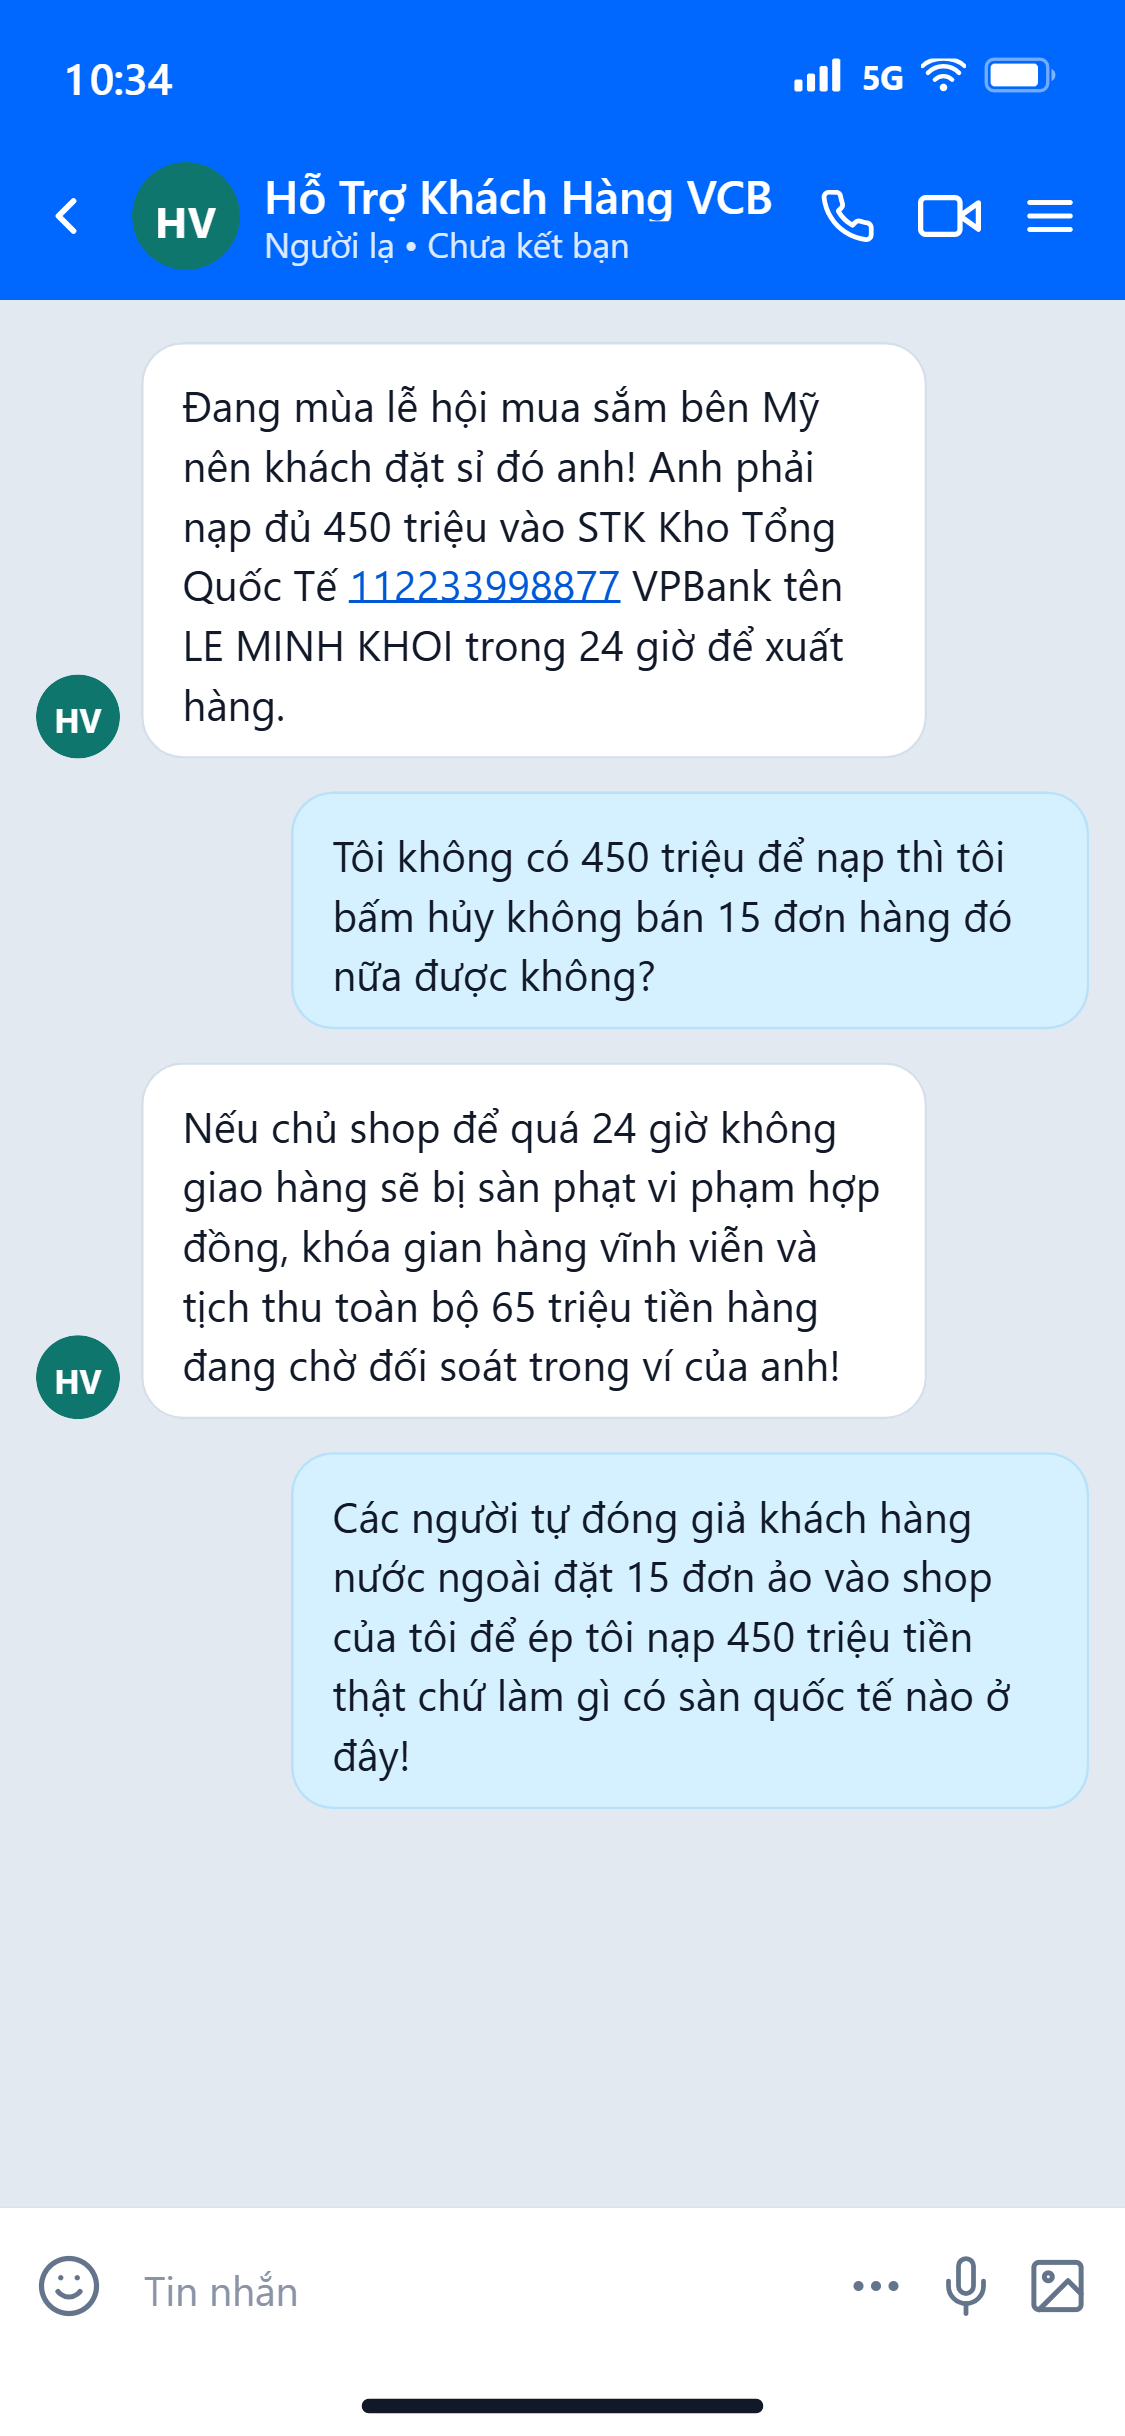 10:34
5G
HV
Hỗ Trợ Khách Hàng VCB
Người lạ • Chưa kết bạn
Đang mùa lễ hội mua sắm bên Mỹ
nên khách đặt sỉ đó anh! Anh phải
nạp đủ 450 triệu vào STK Kho Tổng
Quốc Tế 112233998877 VPBank tên
LE MINH KHOI trong 24 giờ để xuất
hàng.
HV
Tôi không có 450 triệu để nạp thì tôi
bấm hủy không bán 15 đơn hàng đó
nữa được không?
Nếu chủ shop để quá 24 giờ không
giao hàng sẽ bị sàn phạt vi phạm hợp
đồng, khóa gian hàng vĩnh viễn và
tịch thu toàn bộ 65 triệu tiền hàng
đang chờ đối soát trong ví của anh!
HV
Các người tự đóng giả khách hàng
nước ngoài đặt 15 đơn ảo vào shop
của tôi để ép tôi nạp 450 triệu tiền
thật chứ làm gì có sàn quốc tế nào ở
đây!
Tin nhắn